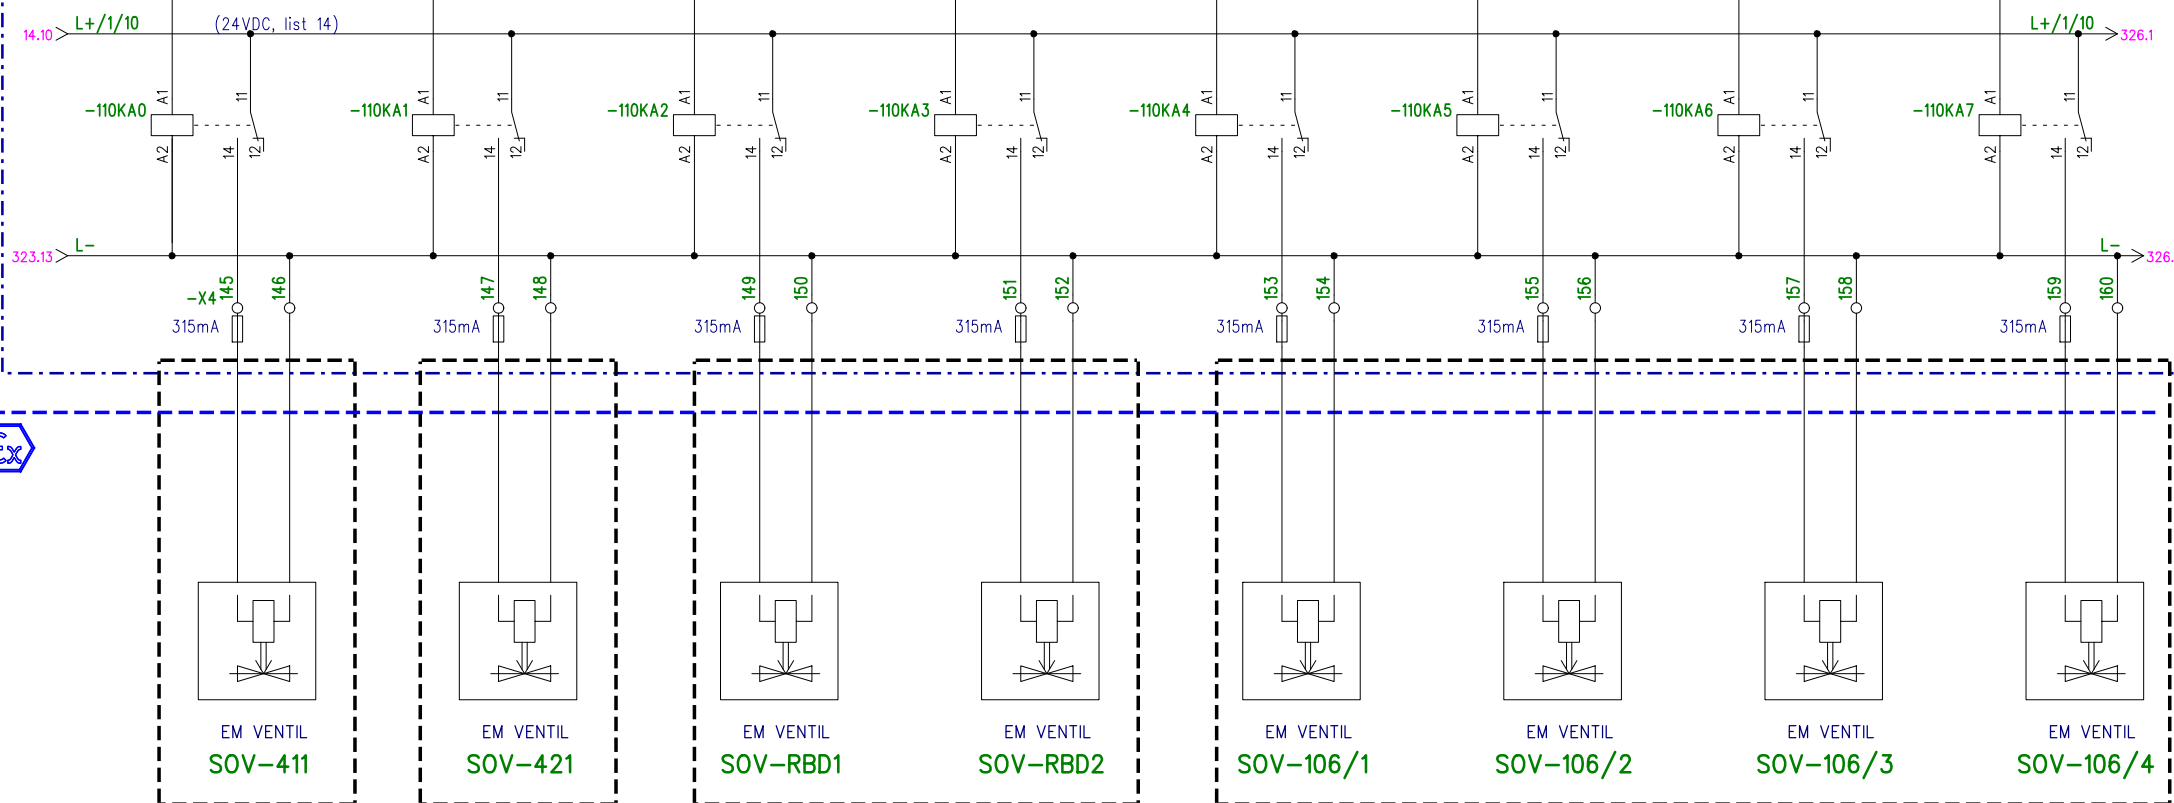 L+/1/10 (24VDC, list 14) L+/1/10
14.10 326.1
A1 11 A1 11 A1 11 A1 11 A1 11 A1 11 A1 11 A1 11
-110KA0 -110KA1 -110KA2 -110KA3 -110KA4 -110KA5 -110KA6 -110KA7
A2 14 12 A2 14 12 A2 14 12 A2 14 12 A2 14 12 A2 14 12 A2 14 12 A2 14 12
L- L-
323.13 326.
-X4 145 146 147 148 149 150 151 152 153 154 155 156 157 158 159 160
315mA 315mA 315mA 315mA 315mA 315mA 315mA 315mA
Ex
EM VENTIL EM VENTIL EM VENTIL EM VENTIL EM VENTIL EM VENTIL EM VENTIL EM VENTIL
SOV-411 SOV-421 SOV-RBD1 SOV-RBD2 SOV-106/1 SOV-106/2 SOV-106/3 SOV-106/4